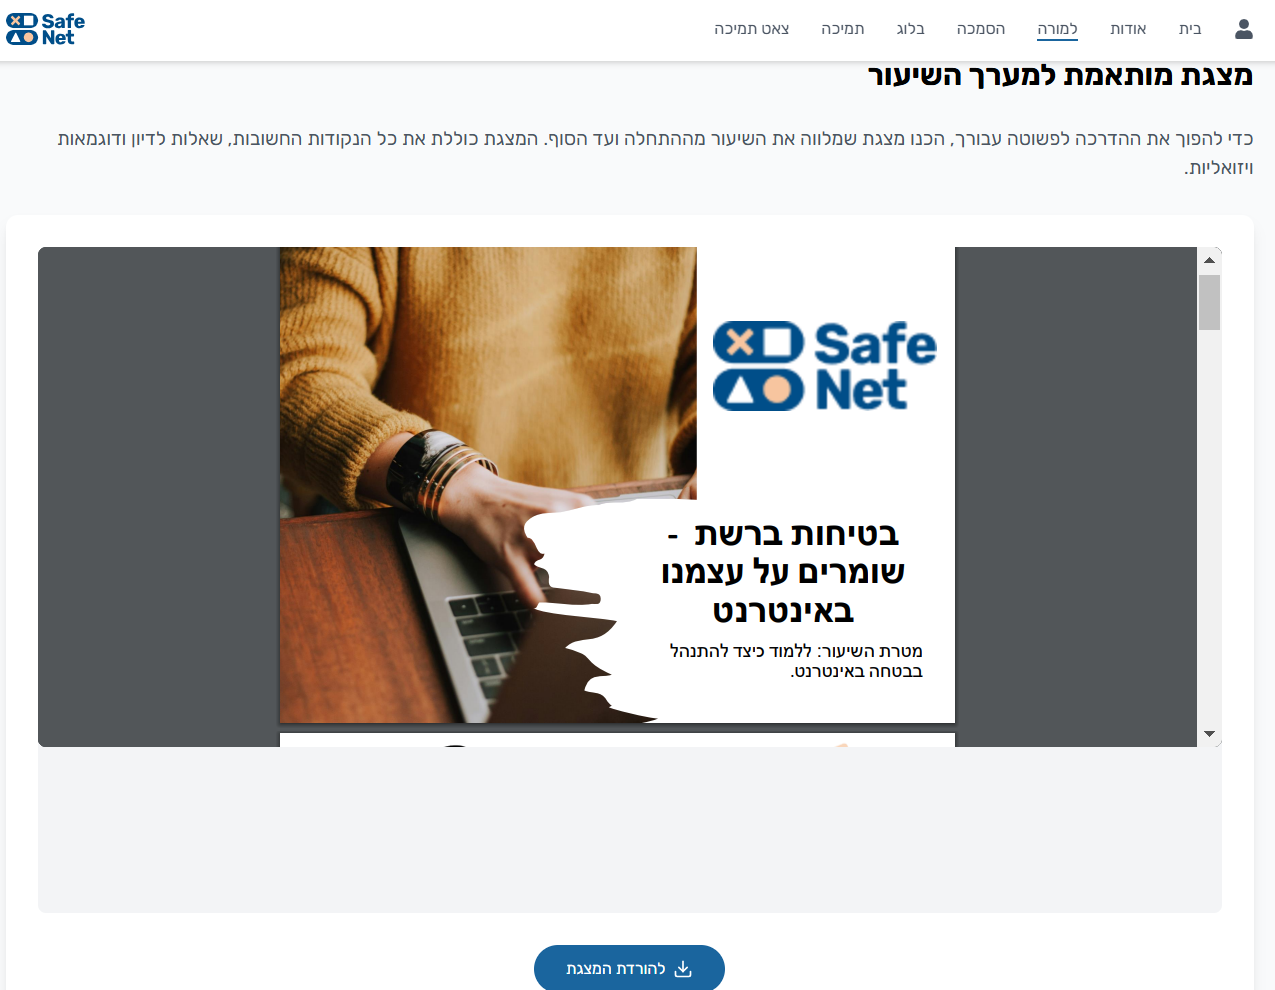 Safe
Net
בית
אודות
למורה
הסמכה
בלוג
תמיכה
צאט תמיכה
מצגת מותאמת למערך השיעור
כדי להפוך את ההדרכה לפשוטה עבורך, הכנו מצגת שמלווה את השיעור מההתחלה ועד הסוף. המצגת כוללת את כל הנקודות החשובות, שאלות לדיון ודוגמאות
ויזואליות.
Safe
Net
בטיחות ברשת -
שומרים על עצמנו
באינטרנט
מטרת השיעור: ללמוד כיצד להתנהל
בבטחה באינטרנט.
להורדת המצגת